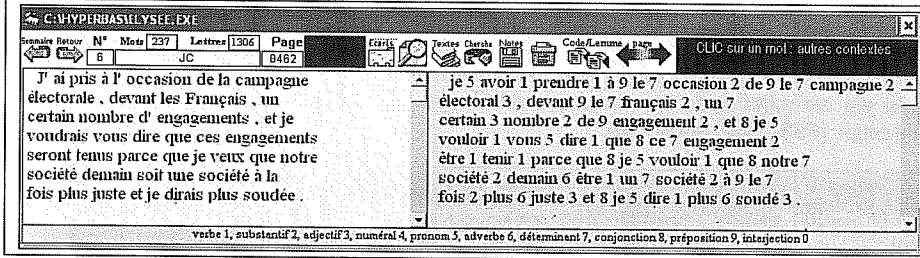 C:\HYPERBAS\ELYSEE.EXE
Sommaire Retour N° Mots 237 Lettres 1306 Page Ecarts Textes Cherche Notes Code/Lemme page CLIC sur un mot : autres contextes
6 JC 8462
J' ai pris à l' occasion de la campagne
électorale , devant les Français , un
certain nombre d' engagements , et je
voudrais vous dire que ces engagements
seront tenus parce que je veux que notre
société demain soit une société à la
fois plus juste et je dirais plus soudée .
je 5 avoir 1 prendre 1 à 9 le 7 occasion 2 de 9 le 7 campagne 2
électoral 3 , devant 9 le 7 français 2 , un 7
certain 3 nombre 2 de 9 engagement 2 , et 8 je 5
vouloir 1 vous 5 dire 1 que 8 ce 7 engagement 2
être 1 tenir 1 parce que 8 je 5 vouloir 1 que 8 notre 7
société 2 demain 6 être 1 un 7 société 2 à 9 le 7
fois 2 plus 6 juste 3 et 8 je 5 dire 1 plus 6 soudé 3 .
verbe 1, substantif 2, adjectif 3, numéral 4, pronom 5, adverbe 6, déterminant 7, conjonction 8, préposition 9, interjection 0